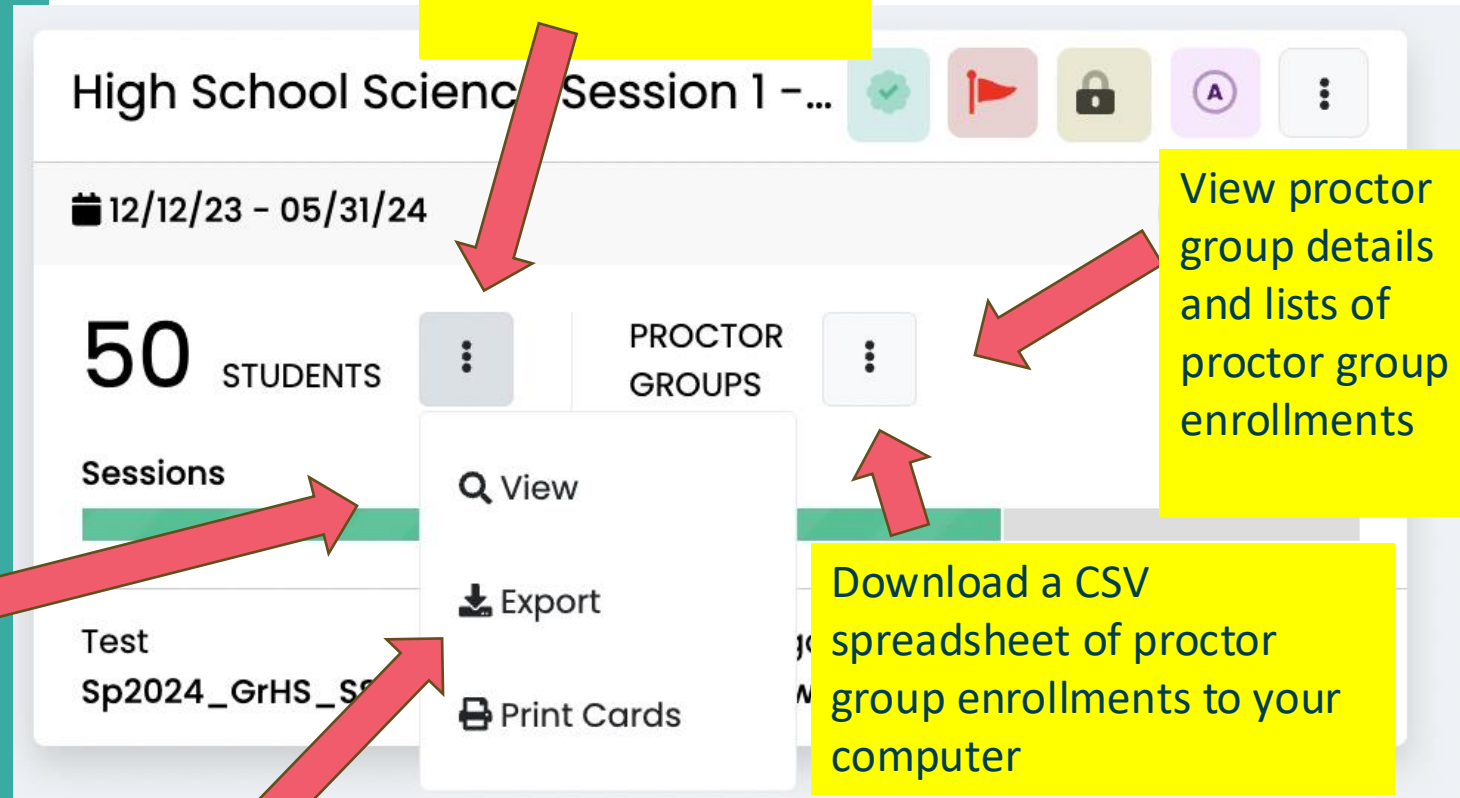 High School Science Session 1 -...
A
12/12/23 - 05/31/24
View proctor
group details
and lists of
proctor group
enrollments
50 STUDENTS
PROCTOR
GROUPS
Sessions
View
Export
Print Cards
Test
Sp2024_GrHS_S
Download a CSV
spreadsheet of proctor
group enrollments to your
computer